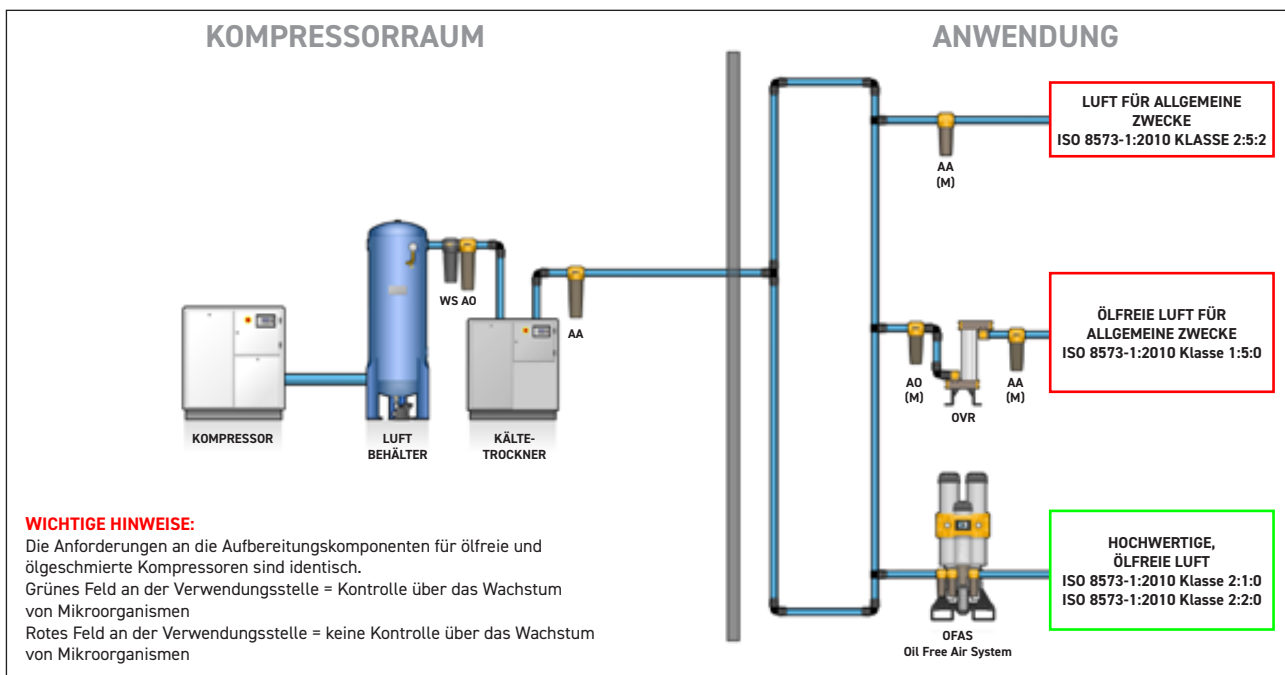 KOMPRESSORRAUM
ANWENDUNG
LUFT FÜR ALLGEMEINE
ZWECKE
ISO 8573-1:2010 KLASSE 2:5:2
AA
(M)
WS AO
AA
ÖLFREIE LUFT FÜR
ALLGEMEINE ZWECKE
ISO 8573-1:2010 Klasse 1:5:0
AO
(M)
OVR
AA
(M)
KOMPRESSOR
LUFT
BEHÄLTER
KÄLTE-
TROCKNER
HOCHWERTIGE,
ÖLFREIE LUFT
ISO 8573-1:2010 Klasse 2:1:0
ISO 8573-1:2010 Klasse 2:2:0
OFAS
Oil Free Air System
WICHTIGE HINWEISE:
Die Anforderungen an die Aufbereitungskomponenten für ölfreie und
ölgeschmierte Kompressoren sind identisch.
Grünes Feld an der Verwendungsstelle = Kontrolle über das Wachstum
von Mikroorganismen
Rotes Feld an der Verwendungsstelle = keine Kontrolle über das Wachstum
von Mikroorganismen